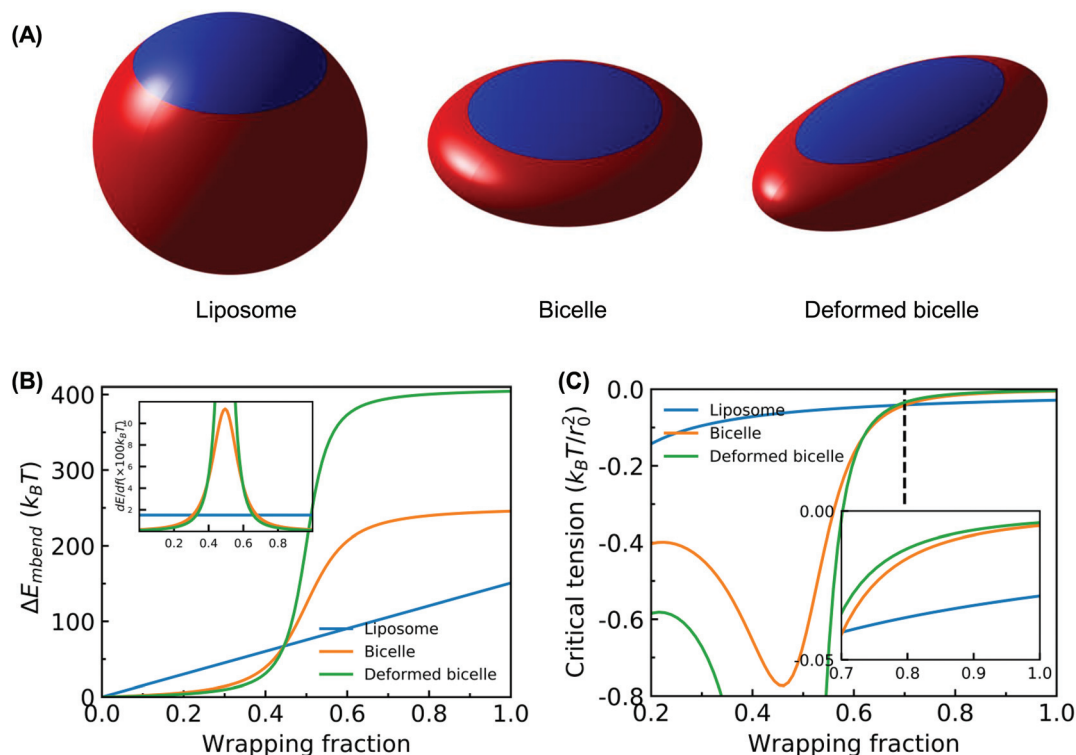 (A)
Liposome Bicelle Deformed bicelle
(B)
400
300
200
100
0
ΔE_mbend (k_BT)
0.0 0.2 0.4 0.6 0.8 1.0
Wrapping fraction
dE/df(×100k_BT)
10
8
6
4
2
0.2 0.4 0.6 0.8
Liposome
Bicelle
Deformed bicelle
(C)
0.0
-0.2
-0.4
-0.6
-0.8
Critical tension (k_BT/r_0^2)
0.2 0.4 0.6 0.8 1.0
Wrapping fraction
Liposome
Bicelle
Deformed bicelle
0.00
-0.05
0.7 0.8 0.9 1.0